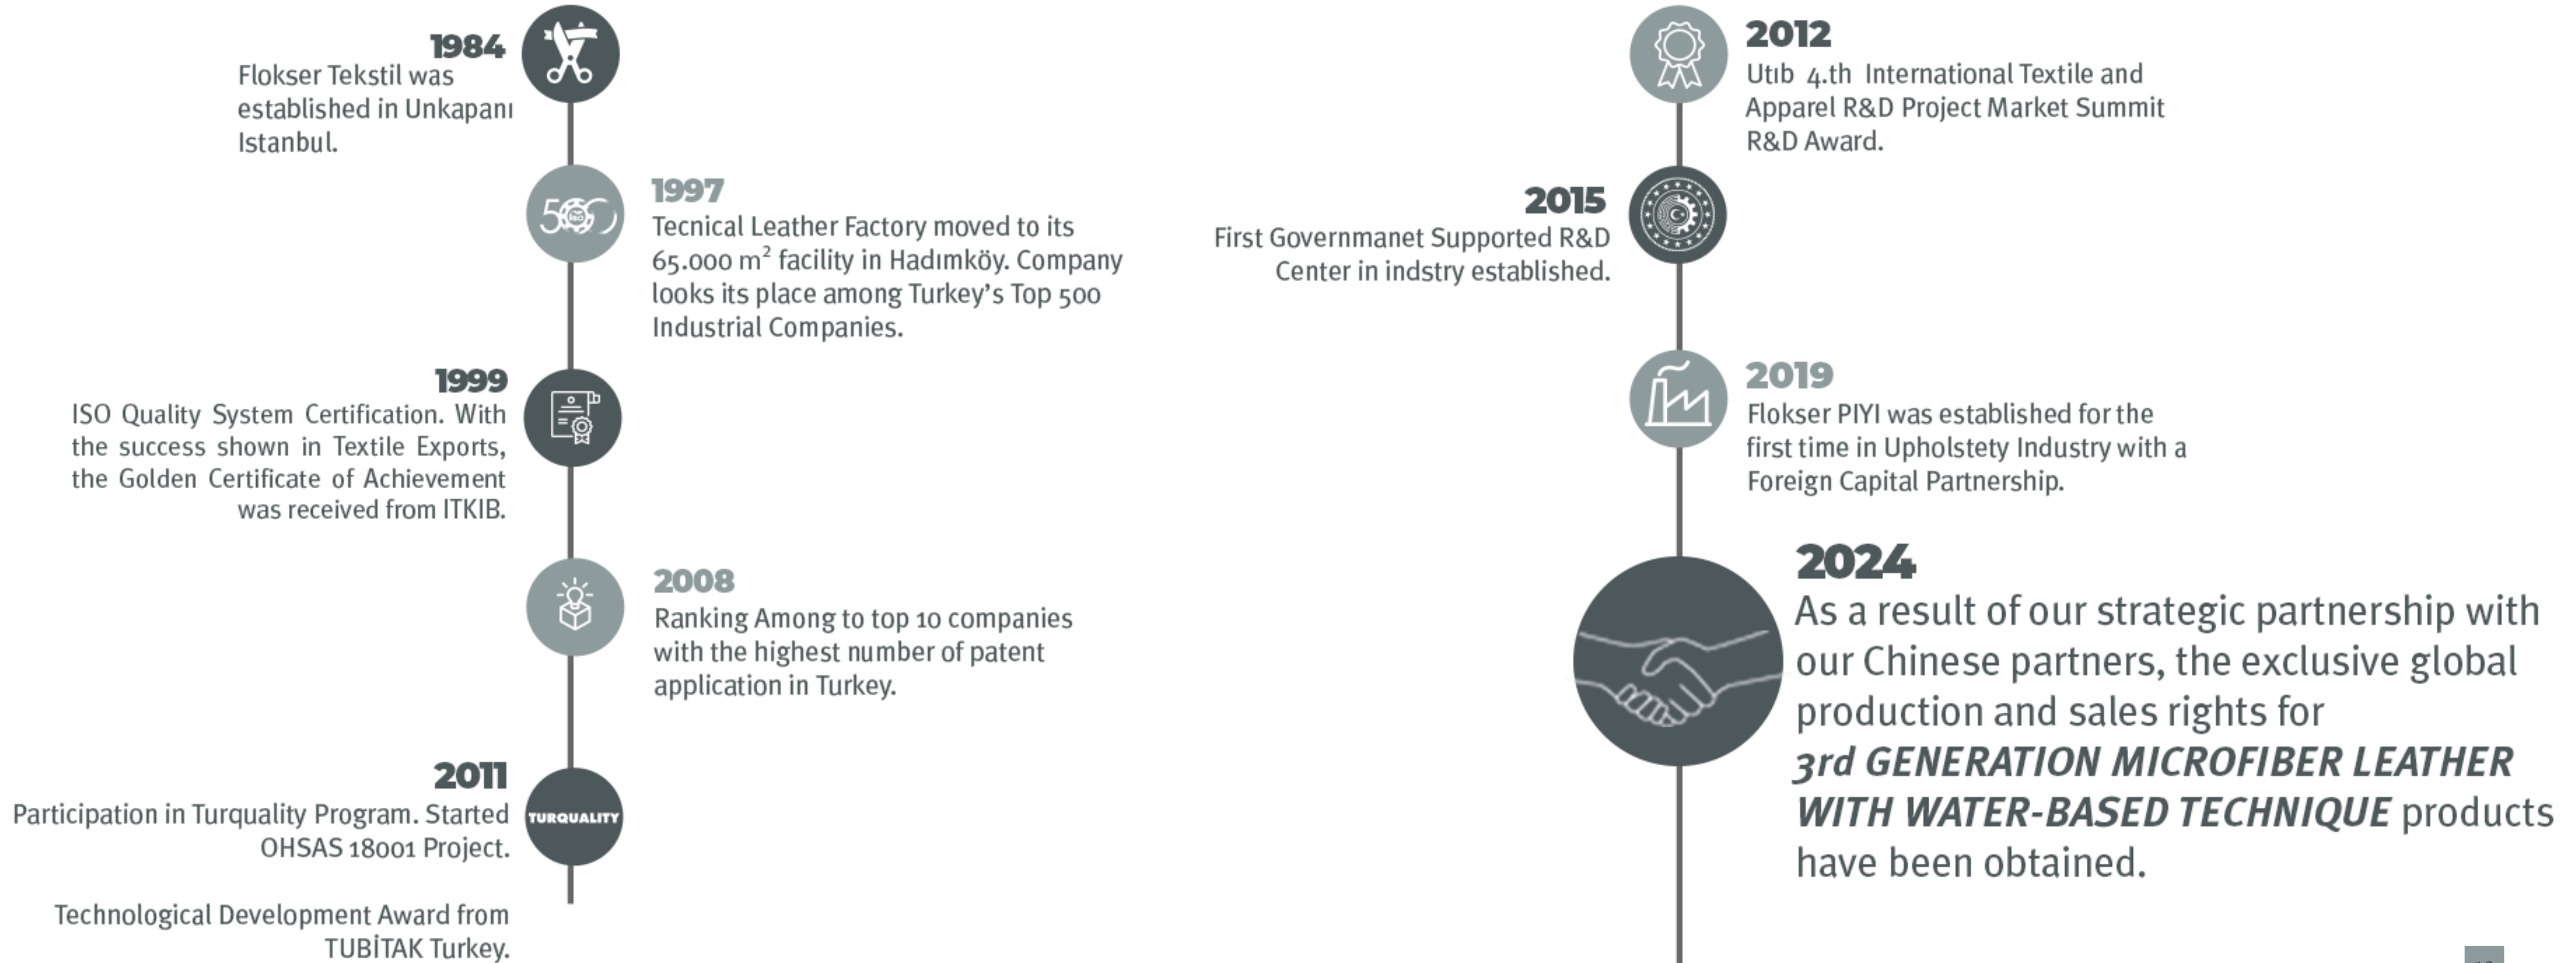 1984
Flokser Tekstil was
established in Unkapanı
Istanbul.
1997
Tecnical Leather Factory moved to its
65.000 m² facility in Hadımköy. Company
looks its place among Turkey's Top 500
Industrial Companies.
1999
ISO Quality System Certification. With
the success shown in Textile Exports,
the Golden Certificate of Achievement
was received from ITKIB.
2008
Ranking Among to top 10 companies
with the highest number of patent
application in Turkey.
2011
Participation in Turquality Program. Started
OHSAS 18001 Project.
TURQUALITY
Technological Development Award from
TUBİTAK Turkey.
2012
Utıb 4.th International Textile and
Apparel R&D Project Market Summit
R&D Award.
2015
First Governmanet Supported R&D
Center in indstry established.
2019
Flokser PIYI was established for the
first time in Upholstety Industry with a
Foreign Capital Partnership.
2024
As a result of our strategic partnership with
our Chinese partners, the exclusive global
production and sales rights for
3rd GENERATION MICROFIBER LEATHER
WITH WATER-BASED TECHNIQUE products
have been obtained.